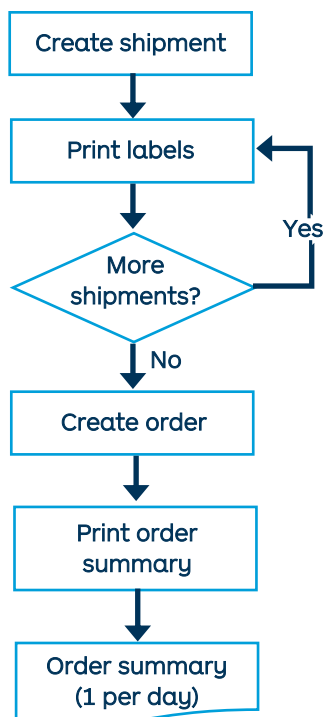 Create shipment
Print labels
Yes
More
shipments?
No
Create order
Print order
summary
Order summary
(1 per day)